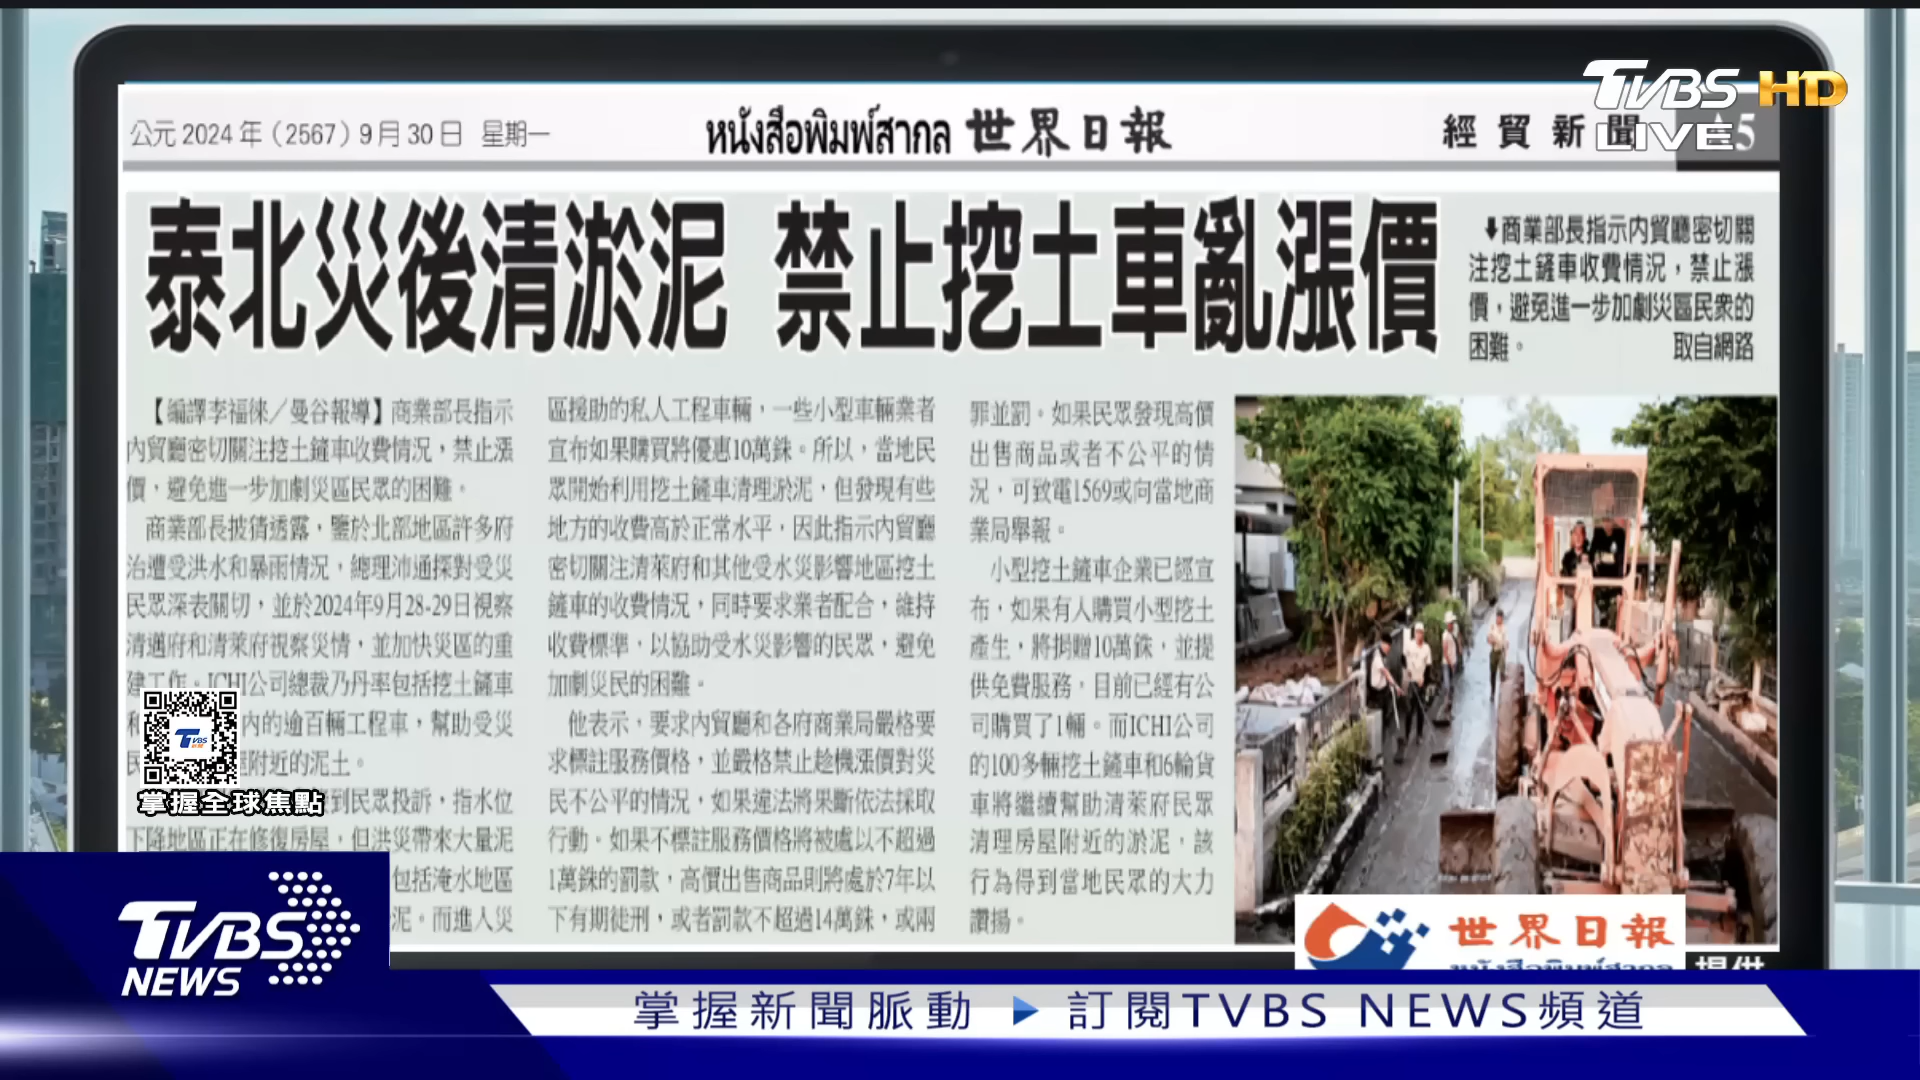 公元2024年（2567）9月30日 星期一
หนังสือพิมพ์สากล 世界日報
經貿新聞
5
TVBS HD
LIVE
泰北災後清淤泥 禁止挖土車亂漲價
⬇商業部長指示內貿廳密切關
注挖土鏟車收費情況，禁止漲
價，避免進一步加劇災區民眾的
困難。 取自網路
【編譯李福徠／曼谷報導】商業部長指示
內貿廳密切關注挖土鏟車收費情況，禁止漲
價，避免進一步加劇災區民眾的困難。
商業部長披猜透露，鑒於北部地區許多府
治遭受洪水和暴雨情況，總理沛通探對受災
民眾深表關切，並於2024年9月28-29日視察
清邁府和清萊府視察災情，並加快災區的重
建工作。ICHI公司總裁乃丹率包括挖土鏟車
和 內的逾百輛工程車，幫助受災
民 附近的泥土。
到民眾投訴，指水位
下降地區正在修復房屋，但洪災帶來大量泥
包括淹水地區
泥。而進入災
區援助的私人工程車輛，一些小型車輛業者
宣布如果購買將優惠10萬銖。所以，當地民
眾開始利用挖土鏟車清理淤泥，但發現有些
地方的收費高於正常水平，因此指示內貿廳
密切關注清萊府和其他受水災影響地區挖土
鏟車的收費情況，同時要求業者配合，維持
收費標準，以協助受水災影響的民眾，避免
加劇災民的困難。
他表示，要求內貿廳和各府商業局嚴格要
求標註服務價格，並嚴格禁止趁機漲價對災
民不公平的情況，如果違法將果斷依法採取
行動。如果不標註服務價格將被處以不超過
1萬銖的罰款，高價出售商品則將處於7年以
下有期徒刑，或者罰款不超過14萬銖，或兩
罪並罰。如果民眾發現高價
出售商品或者不公平的情
況，可致電1569或向當地商
業局舉報。
小型挖土鏟車企業已經宣
布，如果有人購買小型挖土
產生，將捐贈10萬銖，並提
供免費服務，目前已經有公
司購買了1輛。而ICHI公司
的100多輛挖土鏟車和6輪貨
車將繼續幫助清萊府民眾
清理房屋附近的淤泥，該
行為得到當地民眾的大力
讚揚。
TVBS
掌握全球焦點
世界日報
หนังสือพิมพ์สากล
提供
TVBS
NEWS
掌握新聞脈動 ▶ 訂閱TVBS NEWS頻道